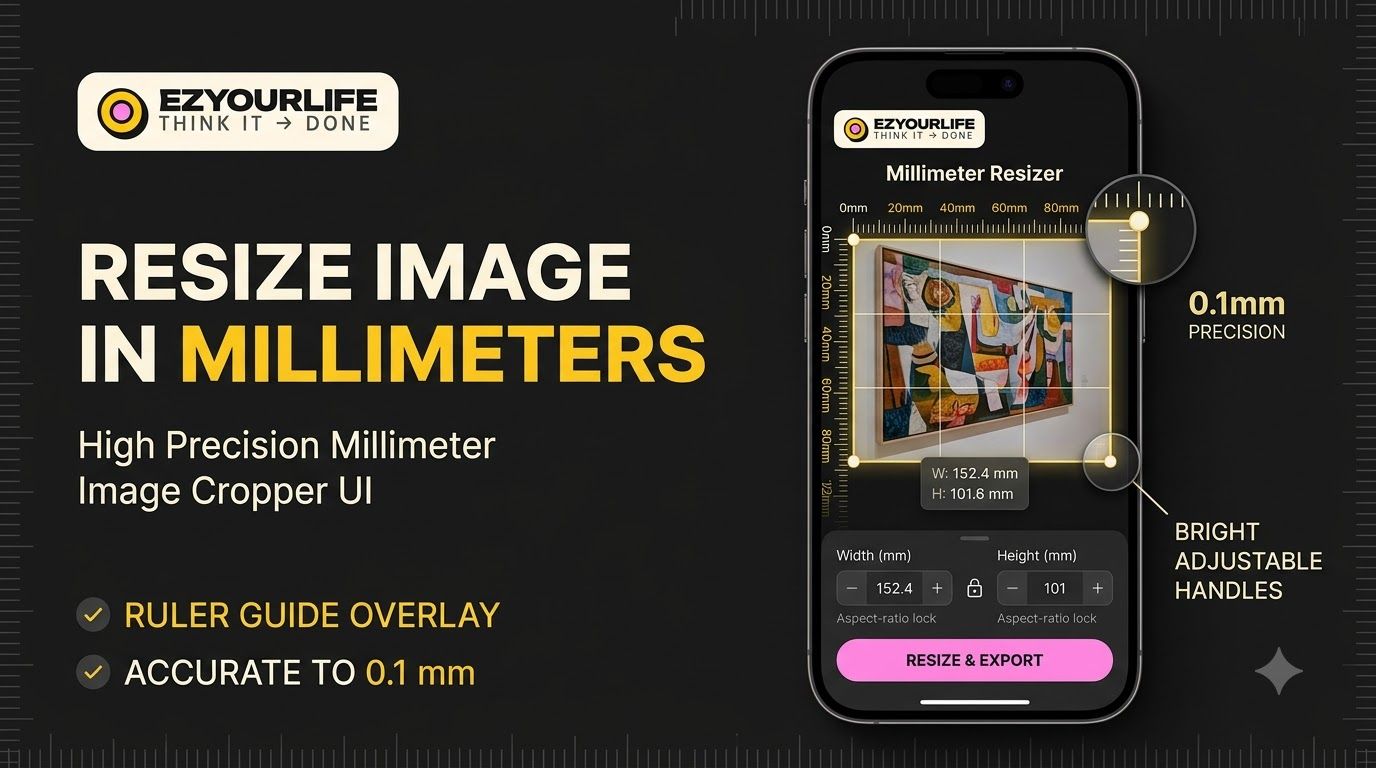 EZYOURLIFE
THINK IT → DONE
RESIZE IMAGE
IN MILLIMETERS
High Precision Millimeter
Image Cropper UI
RULER GUIDE OVERLAY
ACCURATE TO 0.1 mm
EZYOURLIFE
THINK IT → DONE
Millimeter Resizer
0mm 20mm 40mm 60mm 80mm
0mm
20mm
40mm
60mm
80mm
W: 152.4 mm
H: 101.6 mm
Width (mm) Height (mm)
− 152.4 + − 101 +
Aspect-ratio lock Aspect-ratio lock
RESIZE & EXPORT
0.1mm
PRECISION
BRIGHT
ADJUSTABLE
HANDLES